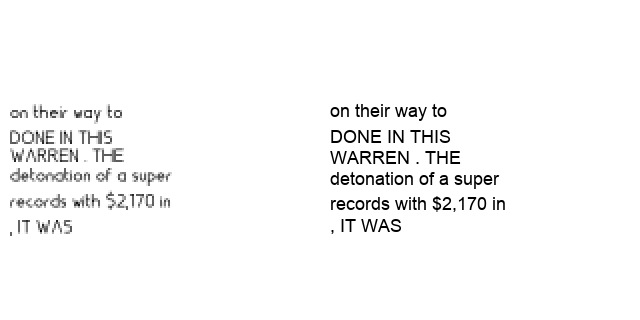 on their way to
DONE IN THIS
WARREN . THE
detonation of a super
records with $2,170 in
, IT WAS
on their way to
DONE IN THIS
WARREN . THE
detonation of a super
records with $2,170 in
, IT WAS